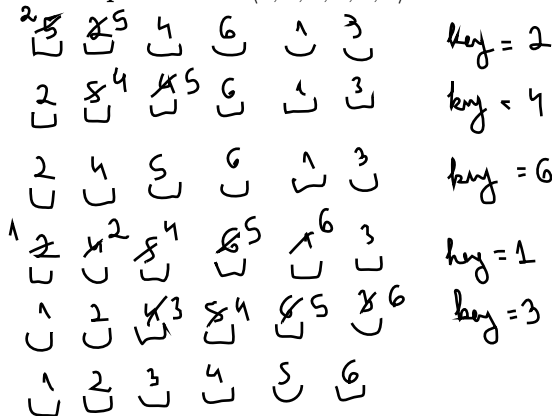 2 5 2 5 4 6 1 3 key = 2
2 5 4 4 5 6 1 3 key = 4
2 4 5 6 1 3 key = 6
1 2 4 2 5 4 6 5 1 6 3 key = 1
1 2 4 3 5 4 6 5 3 6 key = 3
1 2 3 4 5 6